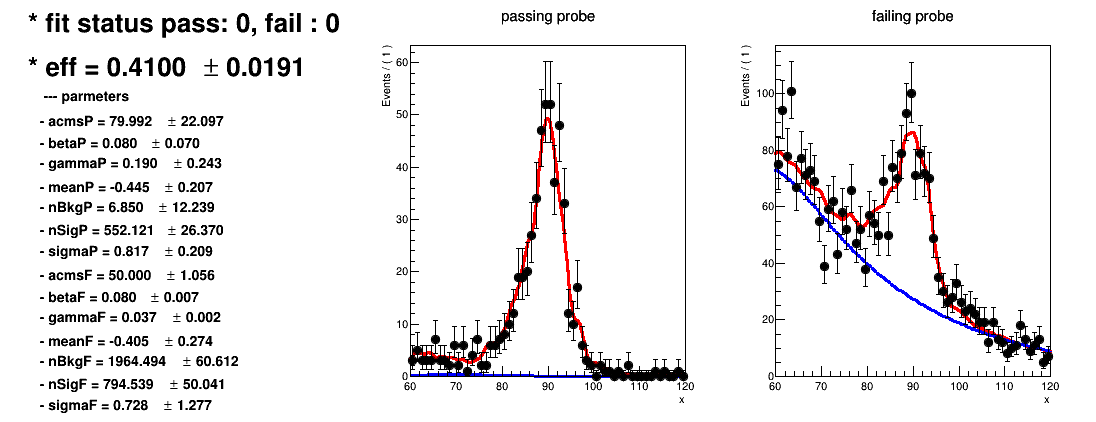 * fit status pass: 0, fail : 0
* eff = 0.4100 ± 0.0191
--- parmeters
- acmsP = 79.992 ± 22.097
- betaP = 0.080 ± 0.070
- gammaP = 0.190 ± 0.243
- meanP = -0.445 ± 0.207
- nBkgP = 6.850 ± 12.239
- nSigP = 552.121 ± 26.370
- sigmaP = 0.817 ± 0.209
- acmsF = 50.000 ± 1.056
- betaF = 0.080 ± 0.007
- gammaF = 0.037 ± 0.002
- meanF = -0.405 ± 0.274
- nBkgF = 1964.494 ± 60.612
- nSigF = 794.539 ± 50.041
- sigmaF = 0.728 ± 1.277
passing probe
Events / ( 1 )
60
50
40
30
20
10
0
60 70 80 90 100 110 120
x
failing probe
Events / ( 1 )
100
80
60
40
20
0
60 70 80 90 100 110 120
x